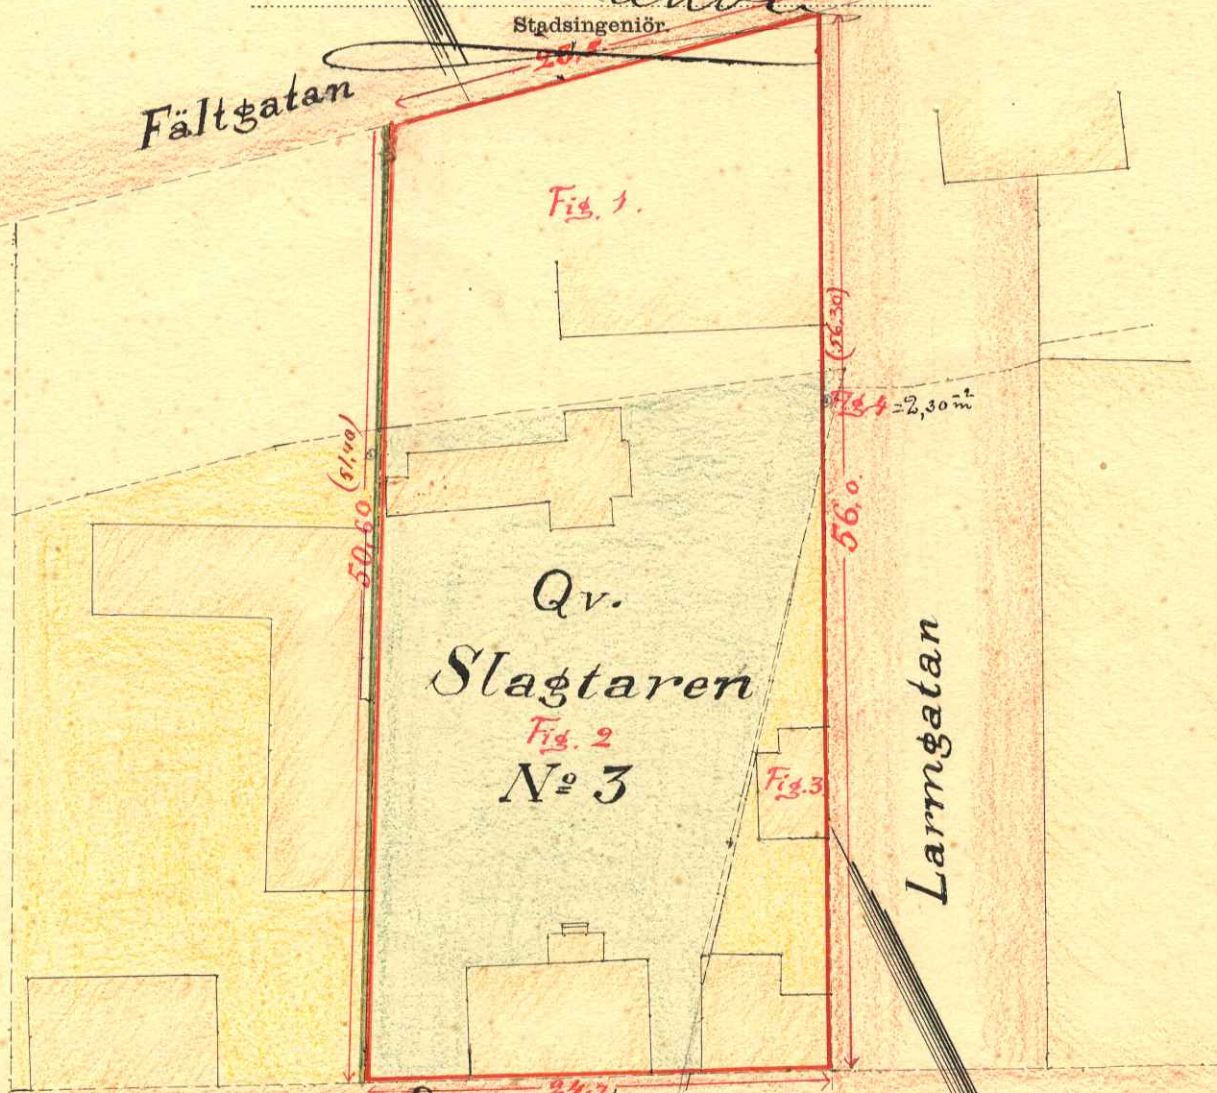 Stadsingeniör.
Fältgatan
Fig. 1.
(56.30)
Fig 4 = 2,30 m²
(51,40)
50,60
56,0
Qv.
Slagtaren
Fig. 2
Nº 3
Fig. 3
Larmgatan